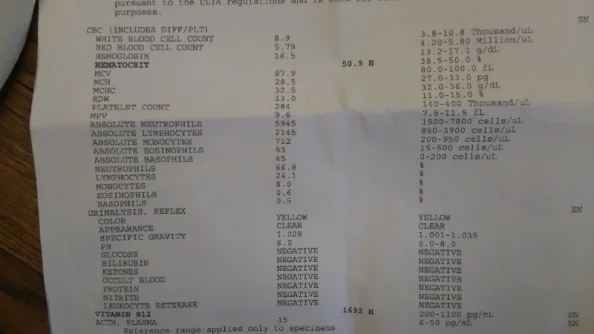 pursuant to the CLIA regulations and is used for
purposes.
EN
CBC (INCLUDES DIFF/PLT)
WHITE BLOOD CELL COUNT 8.9 3.8-10.8 Thousand/uL
RED BLOOD CELL COUNT 5.79 4.20-5.80 Million/uL
HEMOGLOBIN 16.5 13.2-17.1 g/dL
HEMATOCRIT 50.9 H 38.5-50.0 %
MCV 87.9 80.0-100.0 fL
MCH 28.5 27.0-33.0 pg
MCHC 32.5 32.0-36.0 g/dL
RDW 13.0 11.0-15.0 %
PLATELET COUNT 284 140-400 Thousand/uL
MPV 9.6 7.5-11.5 fL
ABSOLUTE NEUTROPHILS 5945 1500-7800 cells/uL
ABSOLUTE LYMPHOCYTES 2145 850-3900 cells/uL
ABSOLUTE MONOCYTES 712 200-950 cells/uL
ABSOLUTE EOSINOPHILS 53 15-500 cells/uL
ABSOLUTE BASOPHILS 45 0-200 cells/uL
NEUTROPHILS 66.8 %
LYMPHOCYTES 24.1 %
MONOCYTES 8.0 %
EOSINOPHILS 0.6 %
BASOPHILS 0.5 %
URINALYSIS, REFLEX EN
COLOR YELLOW YELLOW
APPEARANCE CLEAR CLEAR
SPECIFIC GRAVITY 1.028 1.001-1.035
PH 6.0 5.0-8.0
GLUCOSE NEGATIVE NEGATIVE
BILIRUBIN NEGATIVE NEGATIVE
KETONES NEGATIVE NEGATIVE
OCCULT BLOOD NEGATIVE NEGATIVE
PROTEIN NEGATIVE NEGATIVE
NITRITE NEGATIVE NEGATIVE
LEUKOCYTE ESTERASE NEGATIVE NEGATIVE
VITAMIN B12 1692 H 200-1100 pg/mL EN
ACTH, PLASMA 15 6-50 pg/mL EN
Reference range applies only to specimens